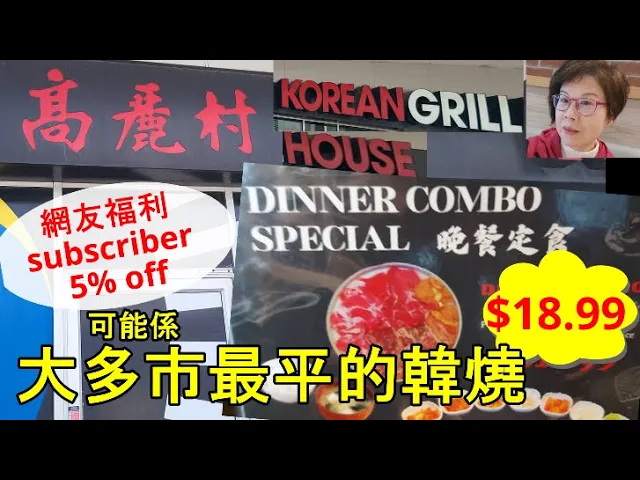 高麗村
KOREAN GRILL
HOUSE
DINNER COMBO
SPECIAL 晚餐定食
網友福利
subscriber
5% off
$18.99
可能係
大多市最平的韓燒